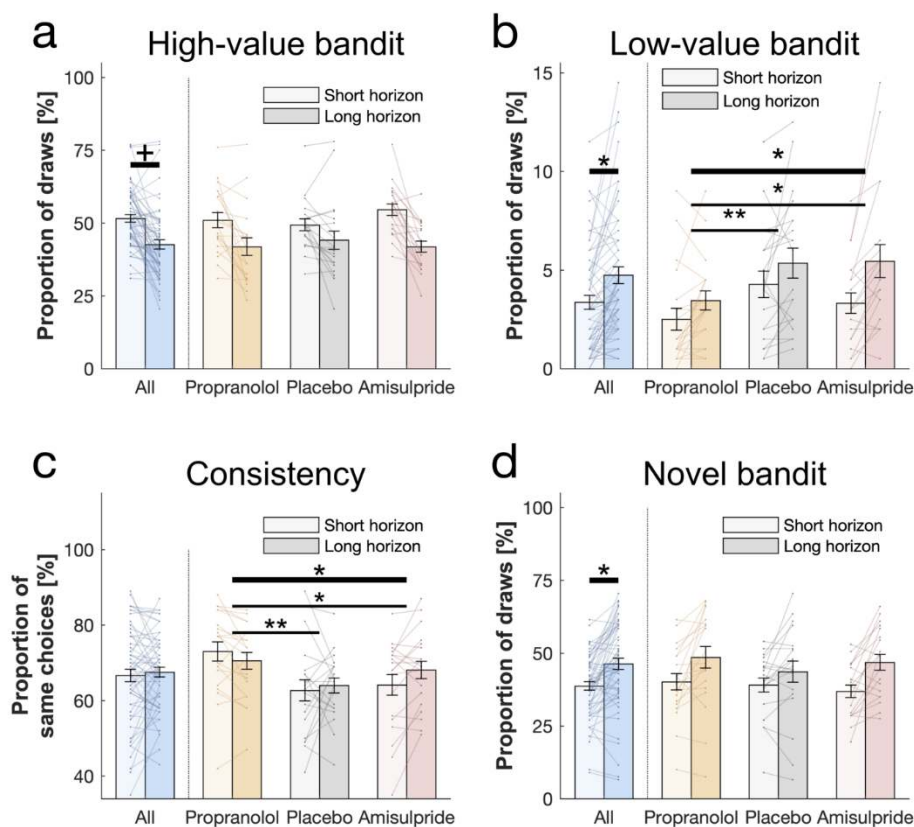 a
High-value bandit
Proportion of draws [%]
100
75
50
25
0
Short horizon
Long horizon
+
All
Propranolol
Placebo
Amisulpride
b
Low-value bandit
Proportion of draws [%]
15
10
5
0
Short horizon
Long horizon
*
*
*
**
All
Propranolol
Placebo
Amisulpride
c
Consistency
Proportion of
same choices [%]
100
80
60
40
Short horizon
Long horizon
*
*
**
All
Propranolol
Placebo
Amisulpride
d
Novel bandit
Proportion of draws [%]
100
75
50
25
0
Short horizon
Long horizon
*
All
Propranolol
Placebo
Amisulpride